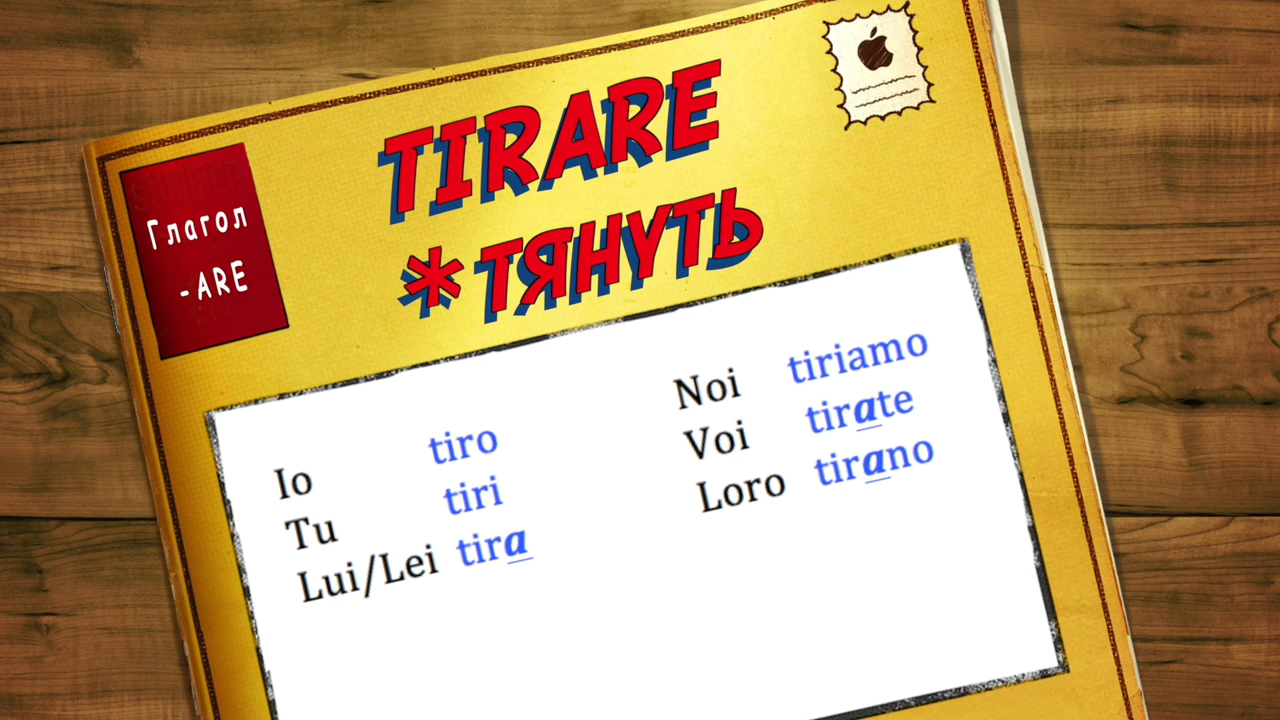 TIRARE
*ТЯНУТЬ
Глагол
-ARE
Io tiro
Tu tiri
Lui/Lei tira
Noi tiriamo
Voi tirate
Loro tirano